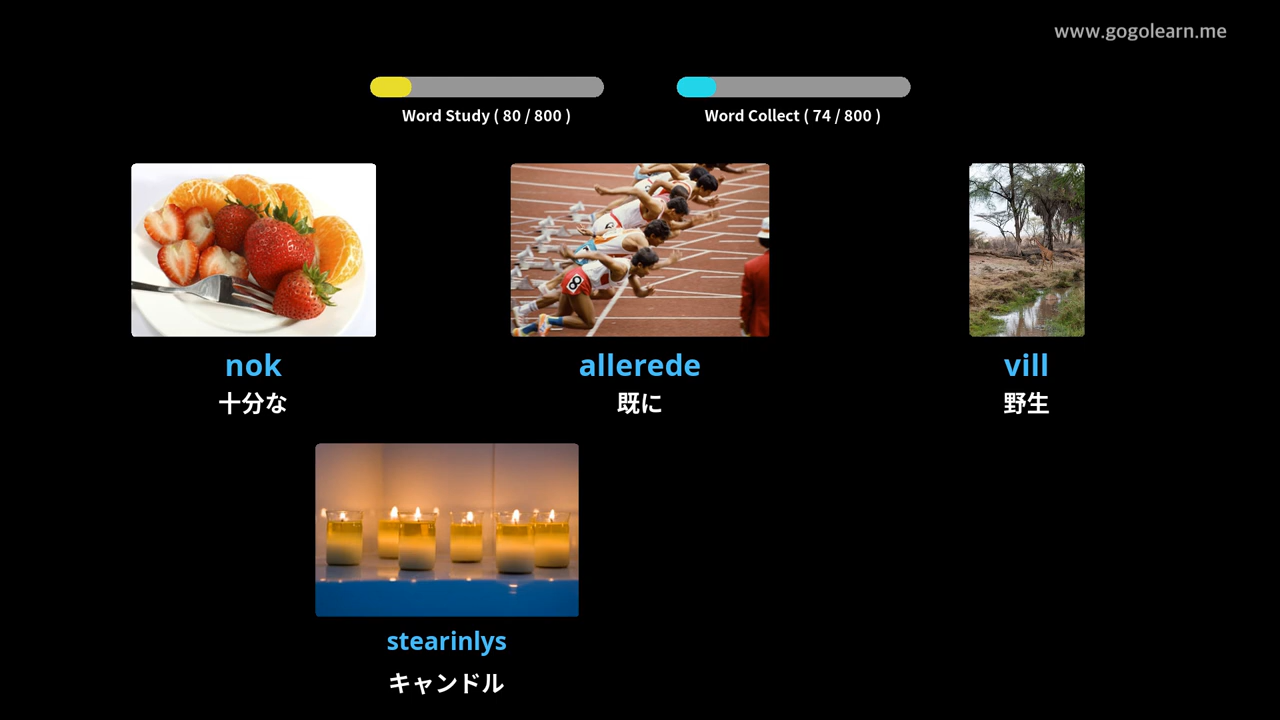 www.gogolearn.me
Word Study ( 80 / 800 )
Word Collect ( 74 / 800 )
nok
十分な
allerede
既に
vill
野生
stearinlys
キャンドル